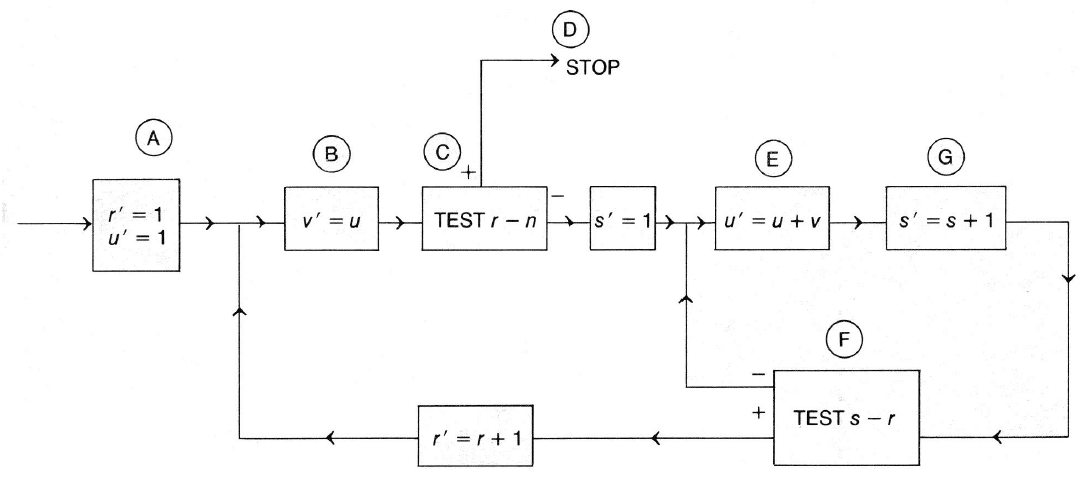 D
STOP
A
B
C
E
G
+
−
r′ = 1
u′ = 1
v′ = u
TEST r − n
s′ = 1
u′ = u + v
s′ = s + 1
F
−
+
TEST s − r
r′ = r + 1